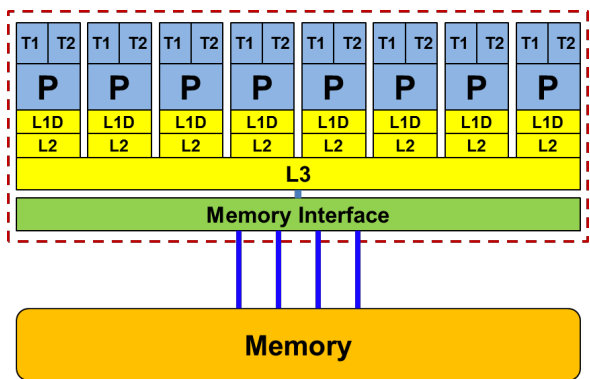 T1 T2 T1 T2 T1 T2 T1 T2 T1 T2 T1 T2 T1 T2 T1 T2
P P P P P P P P
L1D L1D L1D L1D L1D L1D L1D L1D
L2 L2 L2 L2 L2 L2 L2 L2
L3
Memory Interface
Memory